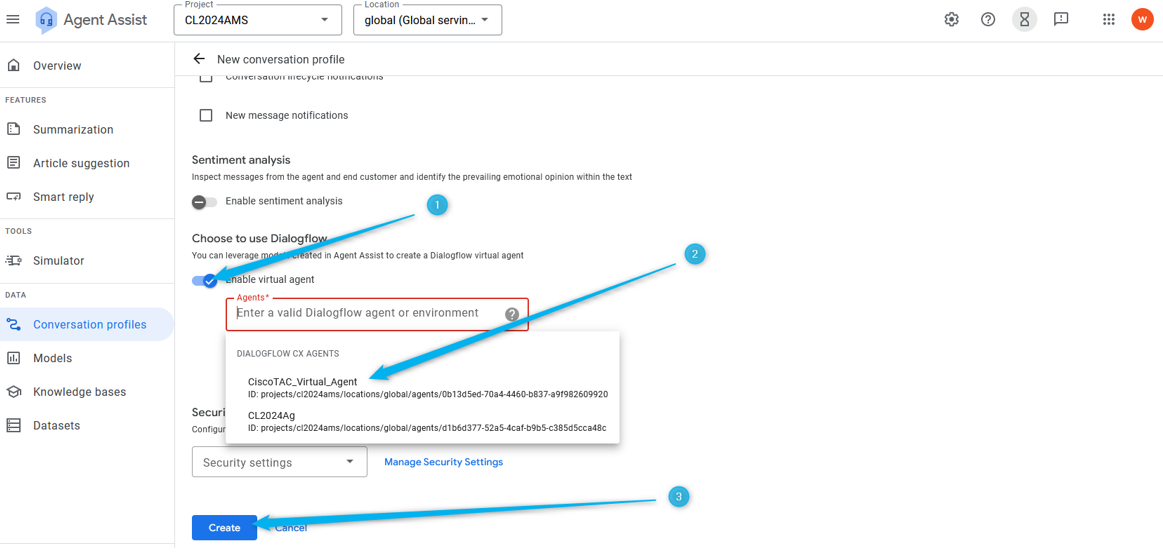 Agent Assist
Project
CL2024AMS
Location
global (Global servin...
W
Overview
FEATURES
Summarization
Article suggestion
Smart reply
TOOLS
Simulator
DATA
Conversation profiles
Models
Knowledge bases
Datasets
New conversation profile
Conversation lifecycle notifications
New message notifications
Sentiment analysis
Inspect messages from the agent and end customer and identify the prevailing emotional opinion within the text
Enable sentiment analysis
1
Choose to use Dialogflow
You can leverage models created in Agent Assist to create a Dialogflow virtual agent
2
Enable virtual agent
Agents*
Enter a valid Dialogflow agent or environment
DIALOGFLOW CX AGENTS
CiscoTAC_Virtual_Agent
ID: projects/cl2024ams/locations/global/agents/0b13d5ed-70a4-4460-b837-a9f982609920
CL2024Ag
ID: projects/cl2024ams/locations/global/agents/d1b6d377-52a5-4caf-b9b5-c385d5cca48c
Securi
Configur
Security settings
Manage Security Settings
3
Create
Cancel